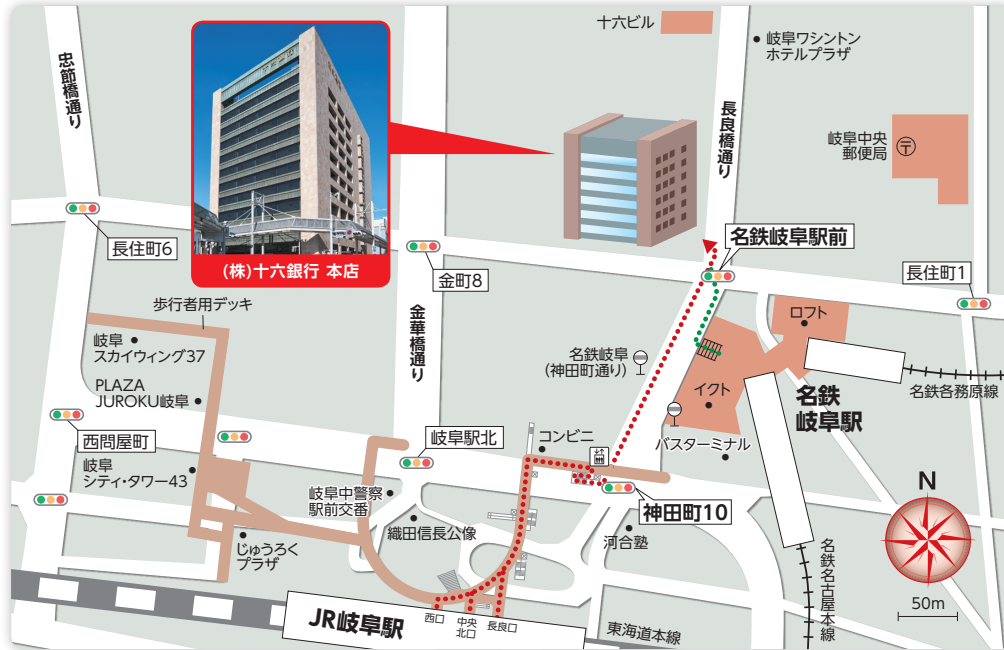 十六ビル
岐阜ワシントン
ホテルプラザ
忠節橋通り
長良橋通り
岐阜中央
郵便局
長住町6
(株)十六銀行 本店
金町8
名鉄岐阜駅前
長住町1
歩行者用デッキ
金華橋通り
ロフト
岐阜
スカイウィング37
名鉄岐阜
(神田町通り)
PLAZA
JUROKU岐阜
イクト
名鉄
岐阜駅
名鉄各務原線
西問屋町
岐阜駅北
コンビニ
バスターミナル
岐阜
シティ・タワー43
岐阜中警察
駅前交番
神田町10
N
織田信長公像
河合塾
じゅうろく
プラザ
名鉄名古屋本線
50m
西口
中央
北口
長良口
JR岐阜駅
東海道本線